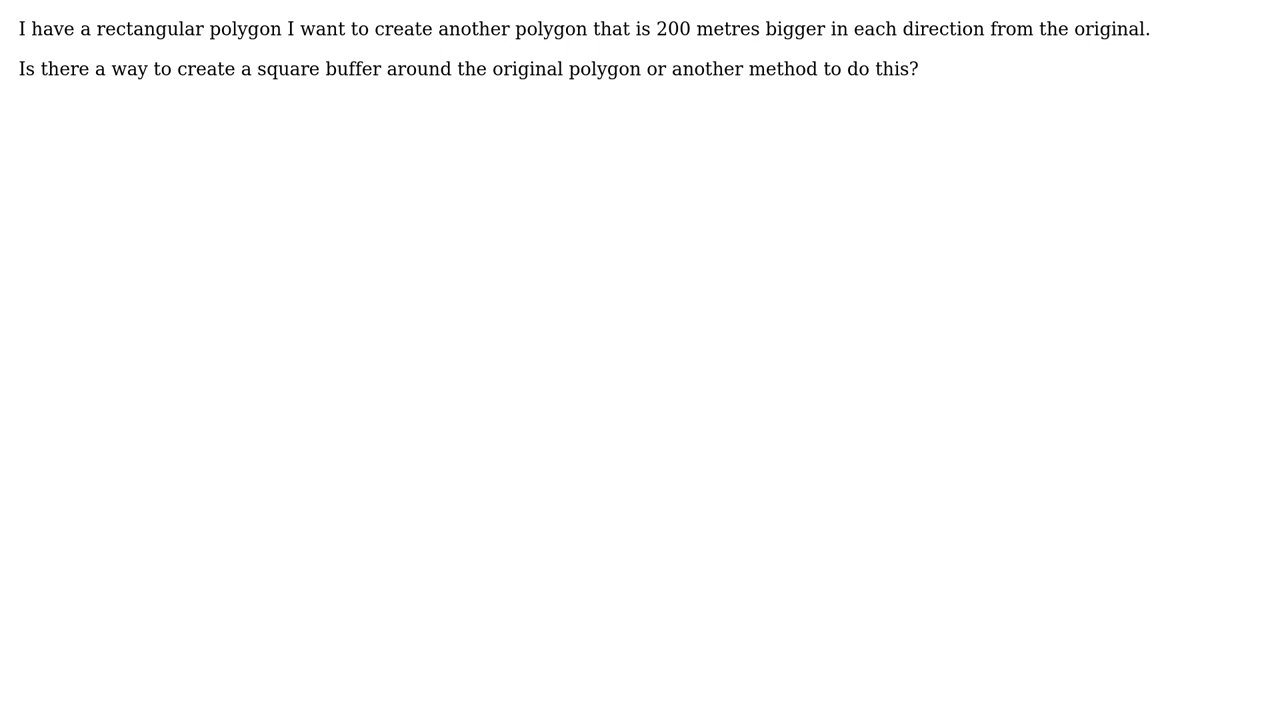 I have a rectangular polygon I want to create another polygon that is 200 metres bigger in each direction from the original.
Is there a way to create a square buffer around the original polygon or another method to do this?